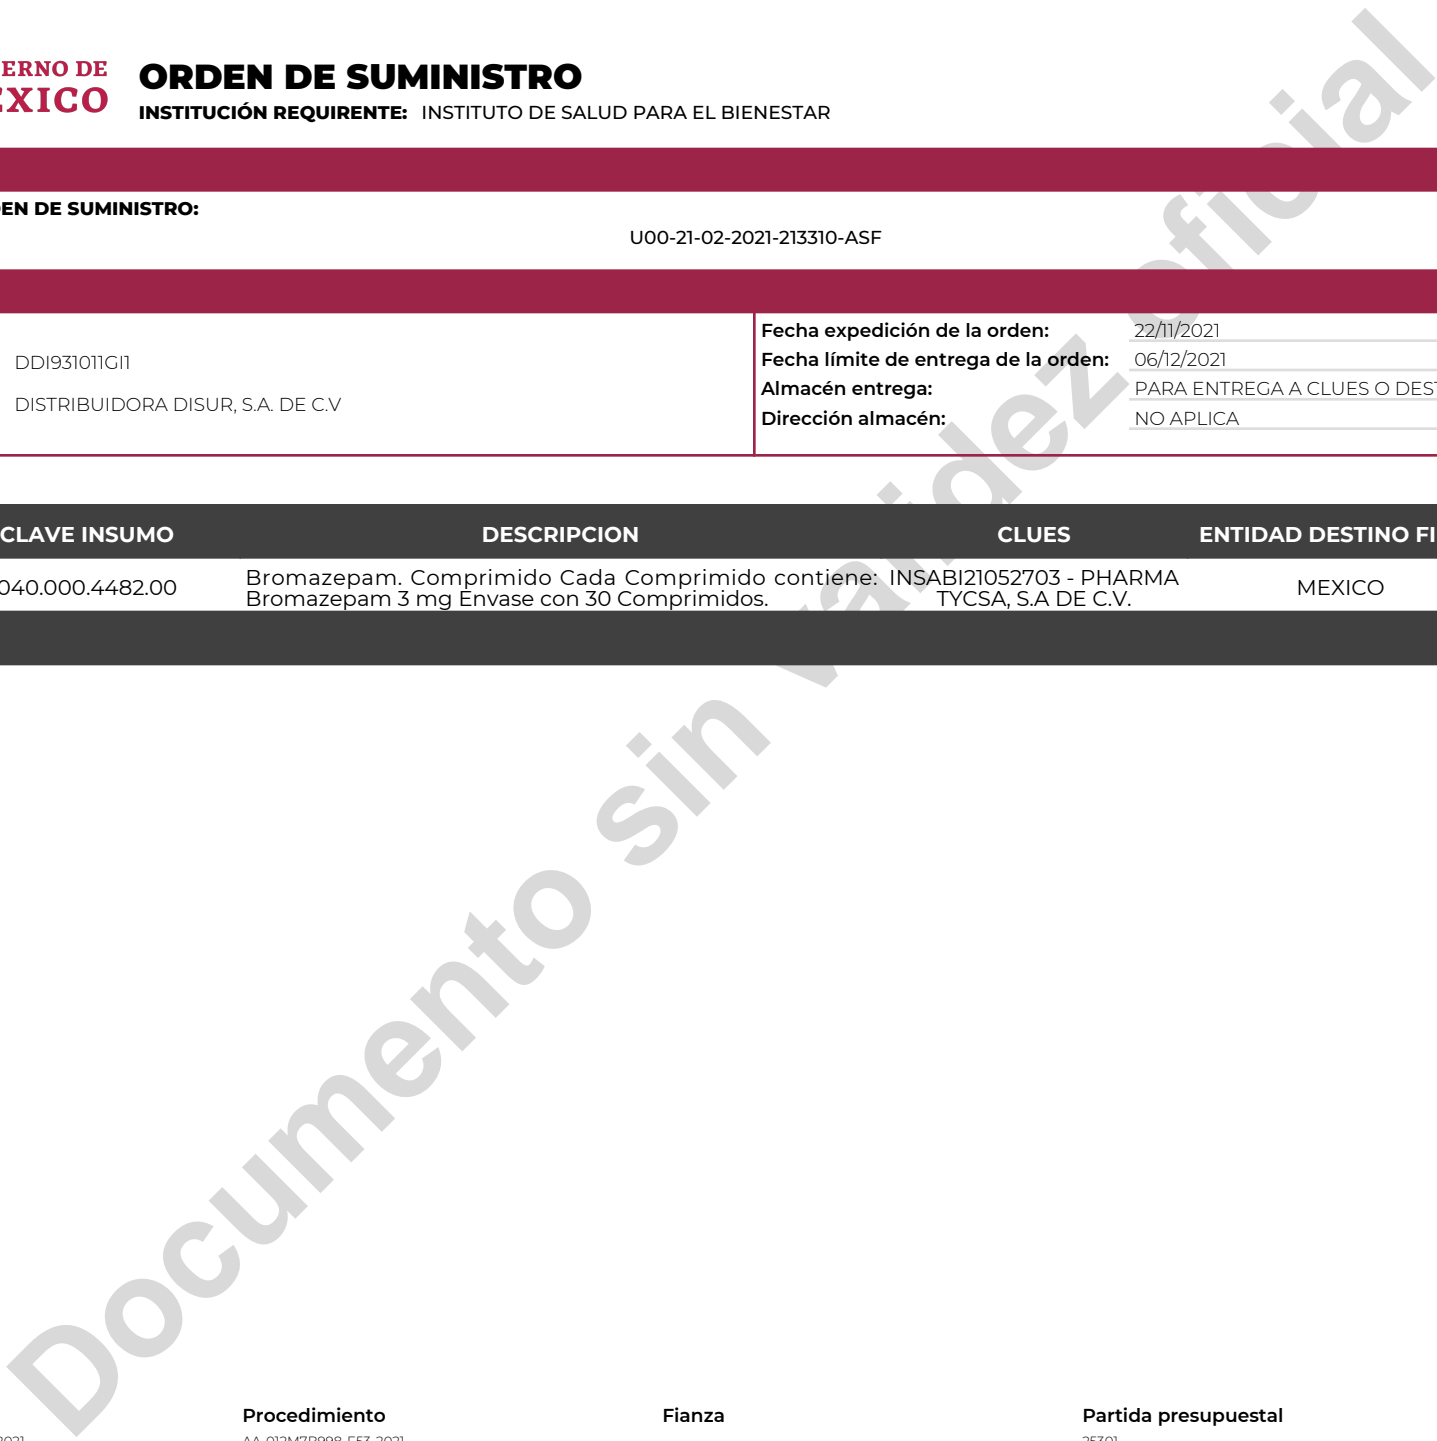 ERNO DE
ORDEN DE SUMINISTRO
XICO
INSTITUCIÓN REQUIRENTE: INSTITUTO DE SALUD PARA EL BIENESTAR
EN DE SUMINISTRO:
U00-21-02-2021-213310-ASF
DDI931011GI1
DISTRIBUIDORA DISUR, S.A. DE C.V
Fecha expedición de la orden: 22/11/2021
Fecha límite de entrega de la orden: 06/12/2021
Almacén entrega: PARA ENTREGA A CLUES O DEST
Dirección almacén: NO APLICA
CLAVE INSUMO DESCRIPCION CLUES ENTIDAD DESTINO FI
040.000.4482.00
Bromazepam. Comprimido Cada Comprimido contiene:
Bromazepam 3 mg Envase con 30 Comprimidos.
INSABI21052703 - PHARMA
TYCSA, S.A DE C.V.
MEXICO
Documento sin validez oficial
Procedimiento Fianza Partida presupuestal